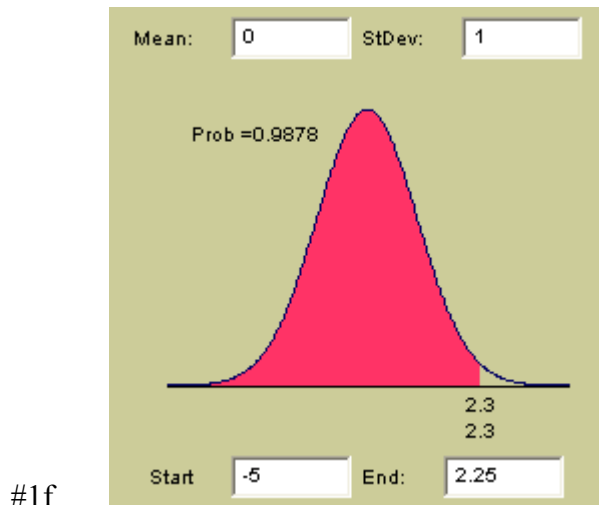 Mean: 0 StDev: 1
Prob =0.9878
2.3
2.3
Start -5 End: 2.25
#1f